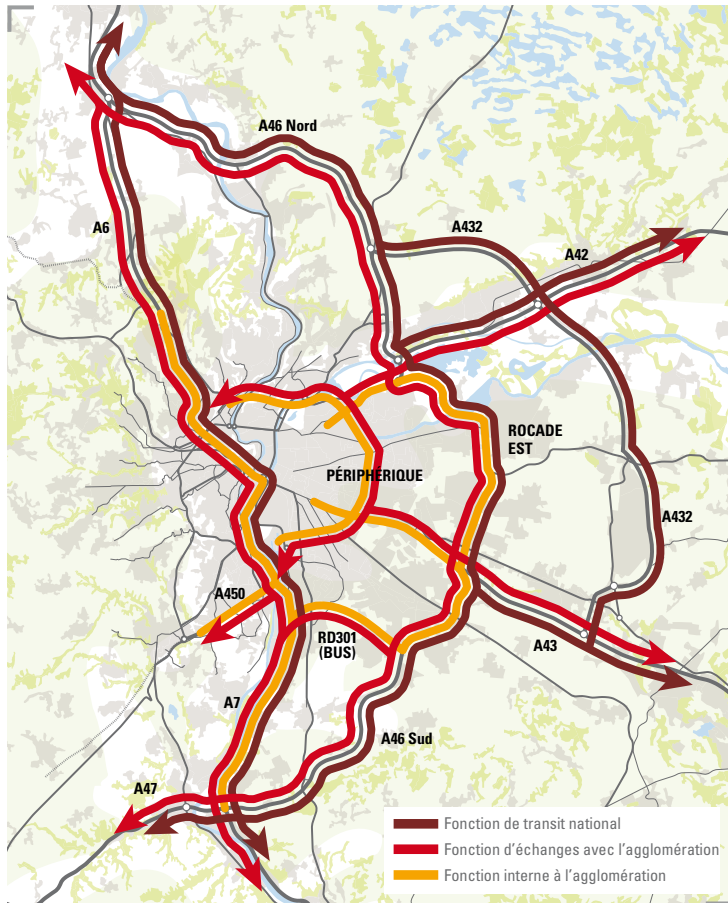 A46 Nord
A6
A432
A42
ROCADE
EST
PÉRIPHERIQUE
A432
A450
RD301
(BUS)
A43
A7
A46 Sud
A47
Fonction de transit national
Fonction d'échanges avec l'agglomération
Fonction interne à l'agglomération